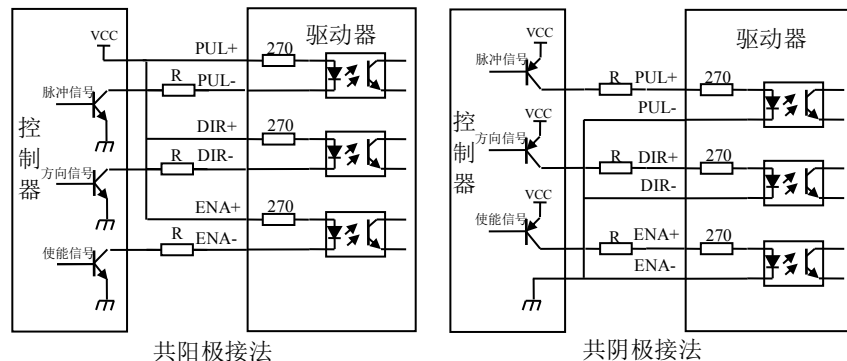 VCC
PUL+
270
驱动器
脉冲信号
R
PUL-
控制器
DIR+
270
方向信号
R
DIR-
ENA+
270
使能信号
R
ENA-
共阳极接法
VCC
驱动器
脉冲信号
R
PUL+
270
PUL-
控制器
VCC
方向信号
R
DIR+
270
DIR-
VCC
使能信号
R
ENA+
270
ENA-
共阴极接法